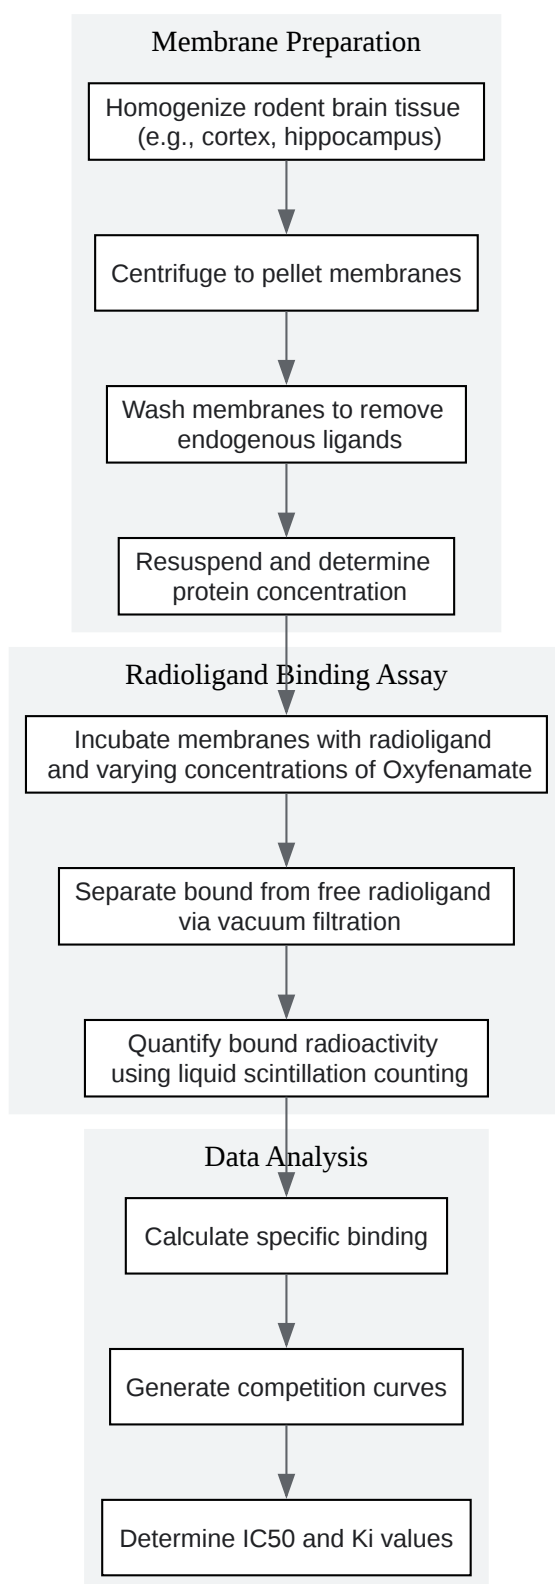 Membrane Preparation
Homogenize rodent brain tissue
(e.g., cortex, hippocampus)
Centrifuge to pellet membranes
Wash membranes to remove
endogenous ligands
Resuspend and determine
protein concentration
Radioligand Binding Assay
Incubate membranes with radioligand
and varying concentrations of Oxyfenamate
Separate bound from free radioligand
via vacuum filtration
Quantify bound radioactivity
using liquid scintillation counting
Data Analysis
Calculate specific binding
Generate competition curves
Determine IC50 and Ki values